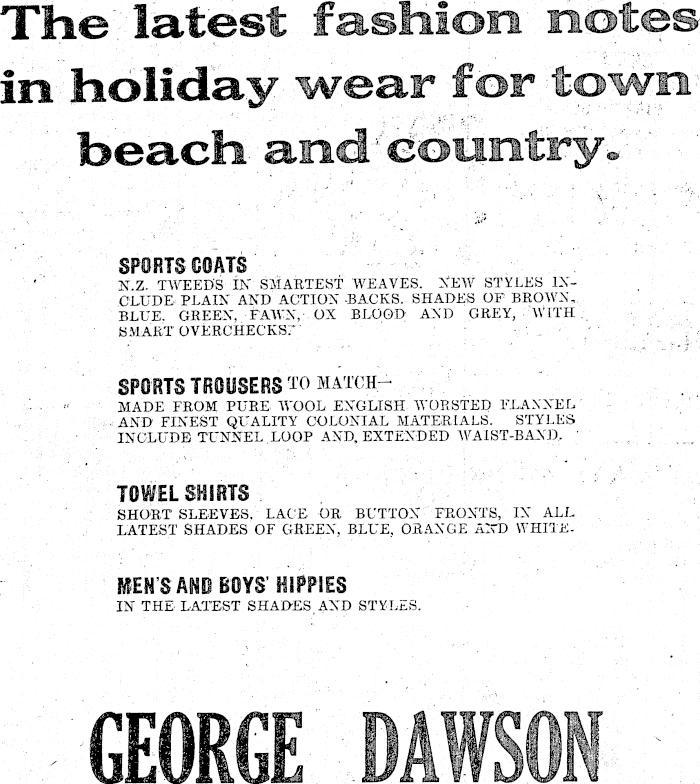 The latest fashion notes
in holiday wear for town
beach and country.
SPORTS COATS
N.Z. TWEEDS IN SMARTEST WEAVES. NEW STYLES IN-
CLUDE PLAIN AND ACTION BACKS. SHADES OF BROWN,
BLUE, GREEN, FAWN, OX BLOOD AND GREY, WITH
SMART OVERCHECKS.
SPORTS TROUSERS TO MATCH—
MADE FROM PURE WOOL ENGLISH WORSTED FLANNEL
AND FINEST QUALITY COLONIAL MATERIALS. STYLES
INCLUDE TUNNEL LOOP AND EXTENDED WAIST-BAND.
TOWEL SHIRTS
SHORT SLEEVES. LACE OR BUTTON FRONTS, IN ALL
LATEST SHADES OF GREEN, BLUE, ORANGE AND WHITE.
MEN'S AND BOYS' HIPPIES
IN THE LATEST SHADES AND STYLES.
GEORGE DAWSON